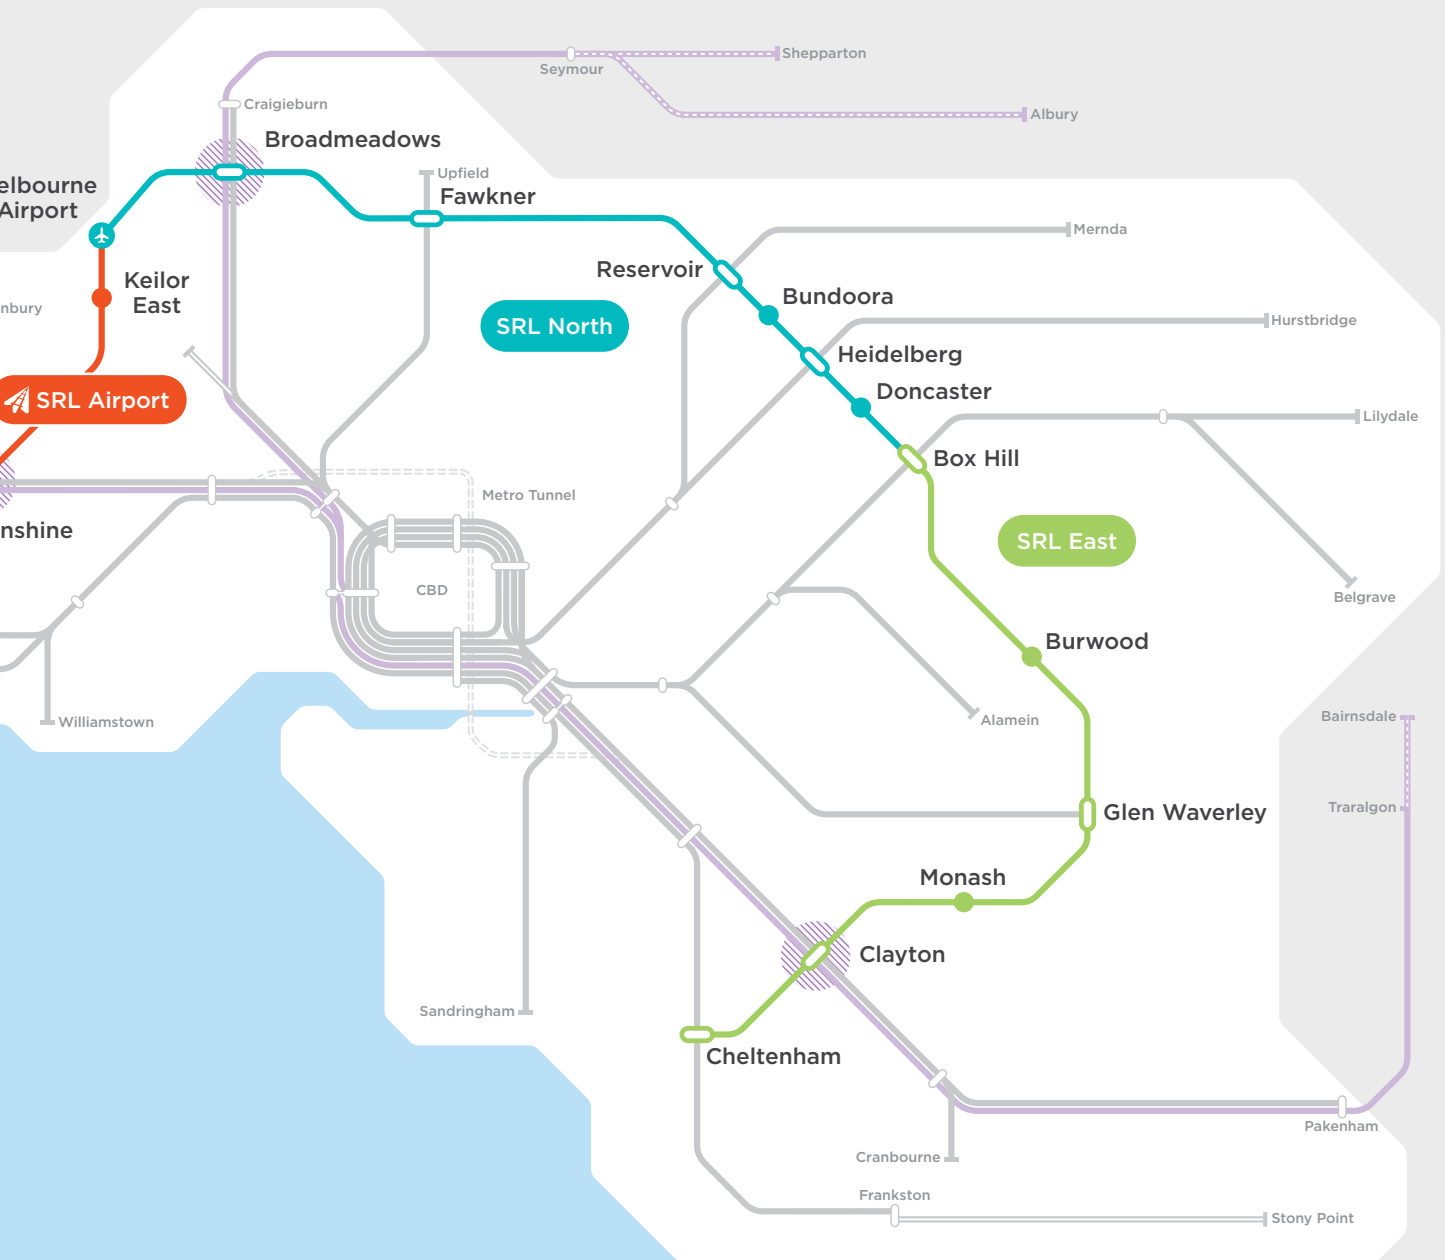 Shepparton
Seymour
Craigieburn
Albury
Broadmeadows
Upfield
elbourne
Airport
Fawkner
Mernda
Reservoir
Keilor
East
Bundoora
nbury
SRL North
Hurstbridge
Heidelberg
Doncaster
SRL Airport
Lilydale
Box Hill
Metro Tunnel
nshine
SRL East
CBD
Belgrave
Burwood
Williamstown
Alamein
Bairnsdale
Traralgon
Glen Waverley
Monash
Clayton
Sandringham
Cheltenham
Pakenham
Cranbourne
Frankston
Stony Point